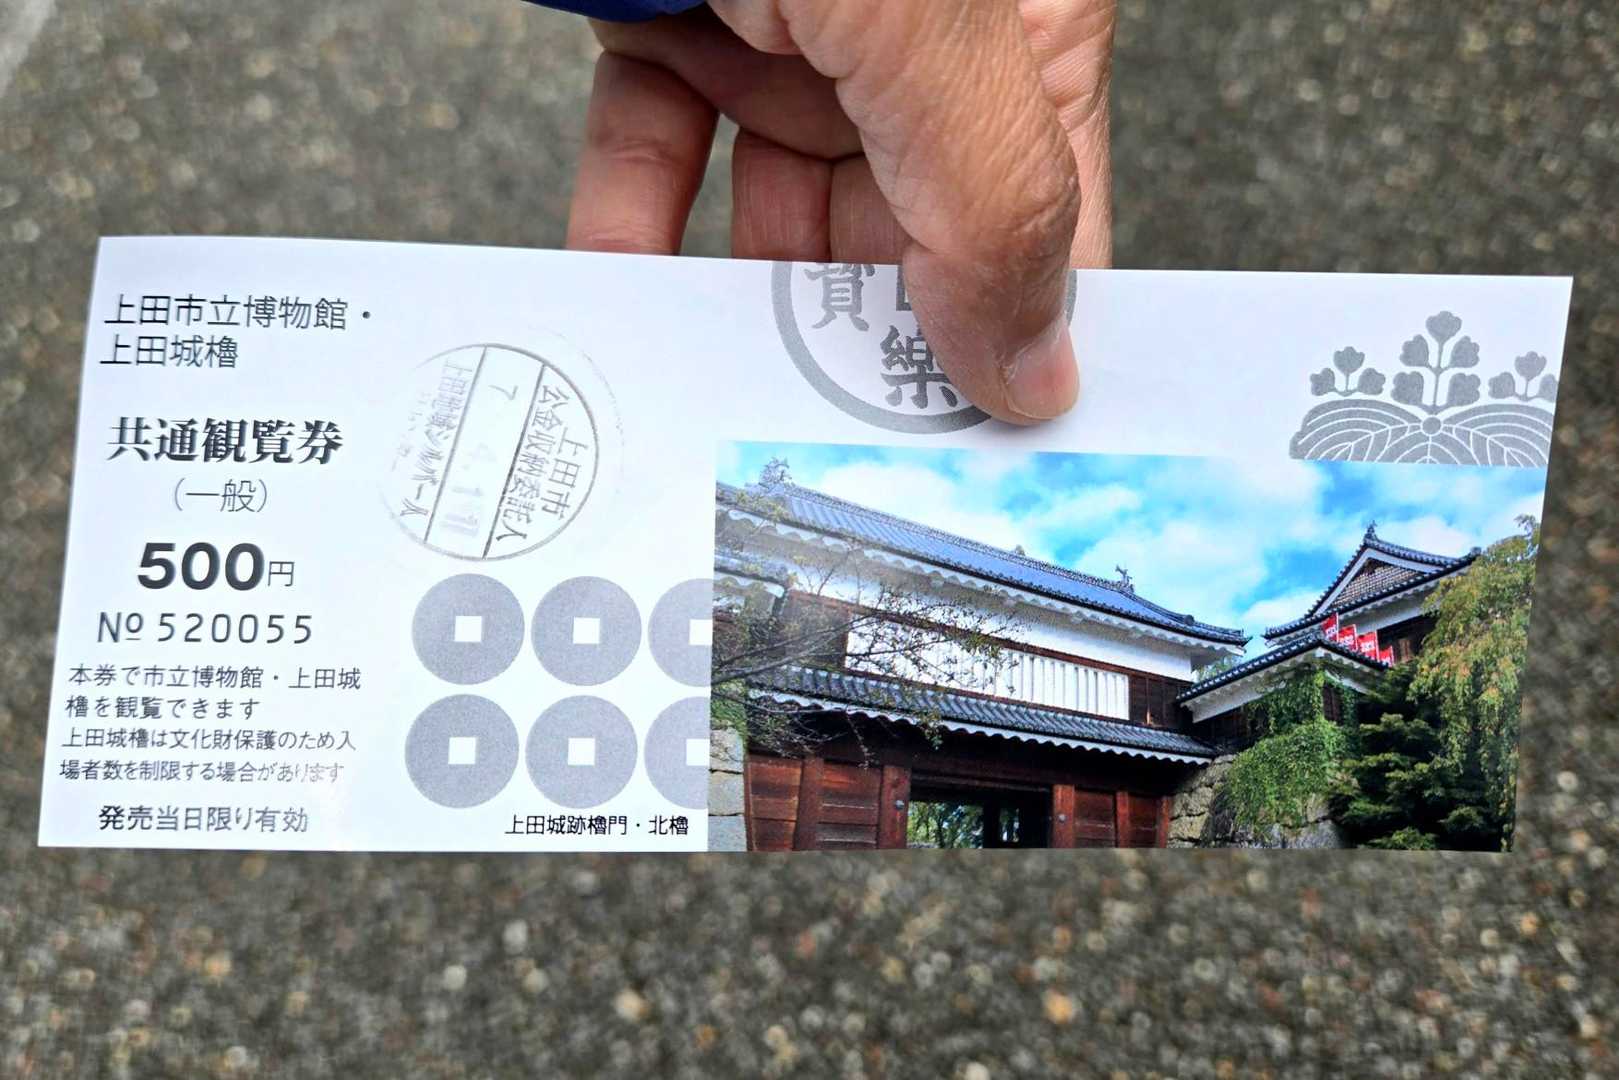 上田市立博物館・
上田城櫓
共通観覧券
(一般)
500円
№520055
本券で市立博物館・上田城
櫓を観覧できます
上田城櫓は文化財保護のため入
場者数を制限する場合があります
発売当日限り有効
上田市
公金収納委託人
上田城跡櫓門・北櫓
寶
樂